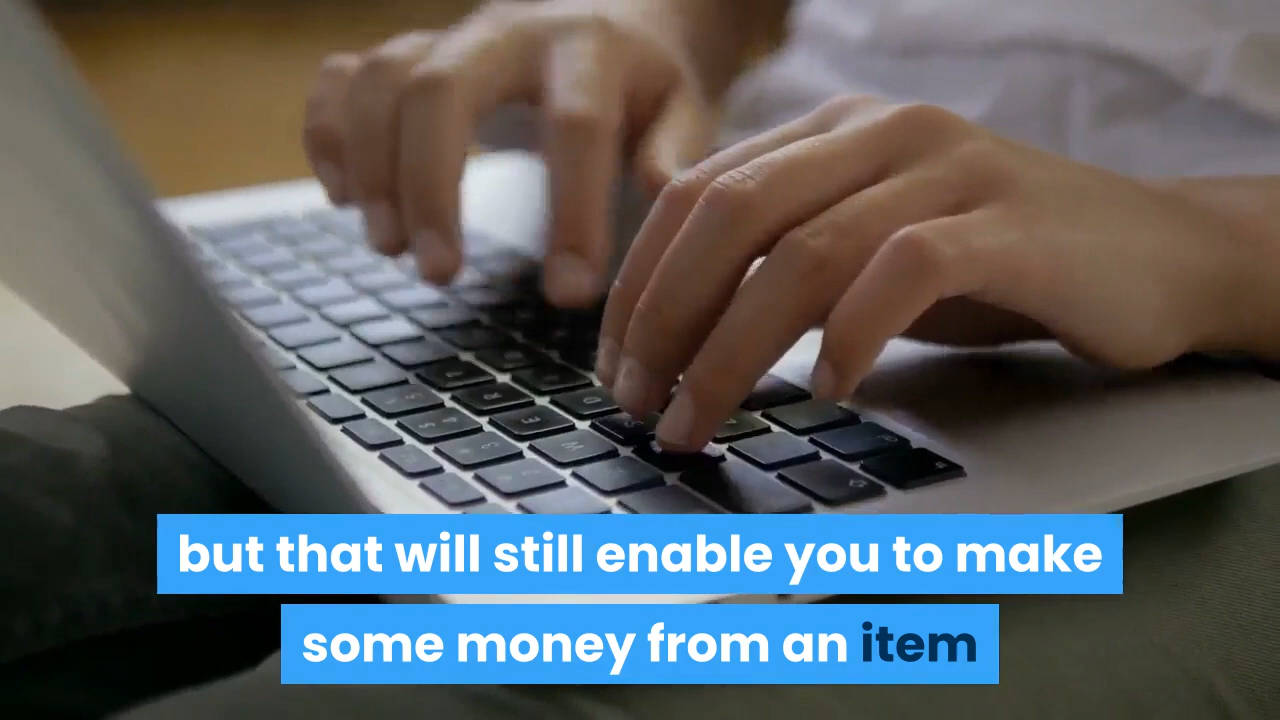 but that will still enable you to make
some money from an item